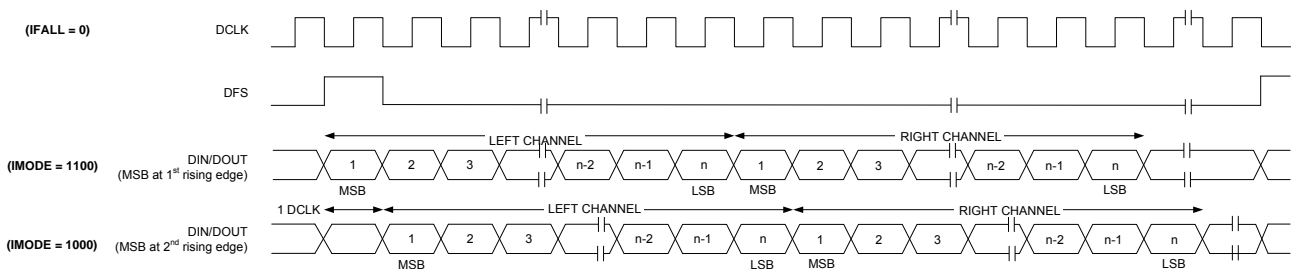 (IFALL = 0) DCLK
DFS
LEFT CHANNEL RIGHT CHANNEL
(IMODE = 1100) DIN/DOUT
(MSB at 1st rising edge)
1 2 3 n-2 n-1 n 1 2 3 n-2 n-1 n
MSB LSB MSB LSB
1 DCLK LEFT CHANNEL RIGHT CHANNEL
(IMODE = 1000) DIN/DOUT
(MSB at 2nd rising edge)
1 2 3 n-2 n-1 n 1 2 3 n-2 n-1 n
MSB LSB MSB LSB